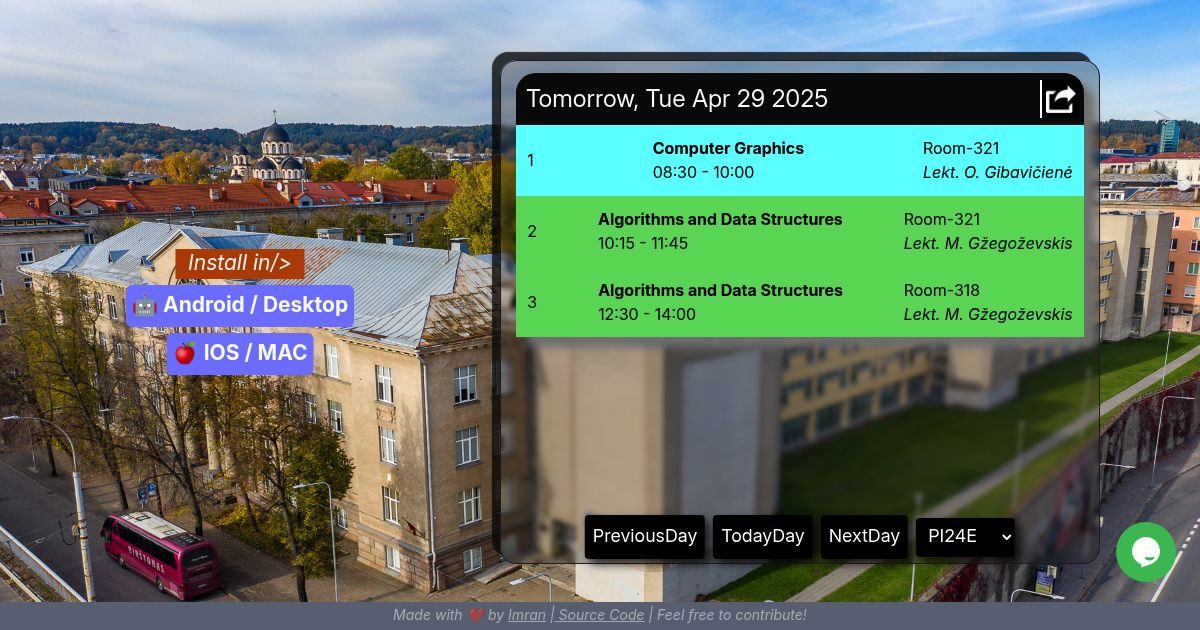 Tomorrow, Tue Apr 29 2025
1
Computer Graphics
08:30 - 10:00
Room-321
Lekt. O. Gibavičienė
2
Algorithms and Data Structures
10:15 - 11:45
Room-321
Lekt. M. Gžegoževskis
3
Algorithms and Data Structures
12:30 - 14:00
Room-318
Lekt. M. Gžegoževskis
Install in/>
🤖 Android / Desktop
🍎 IOS / MAC
PreviousDay
TodayDay
NextDay
PI24E
BIRŠTONAS
Made with ❤️ by Imran | Source Code | Feel free to contribute!